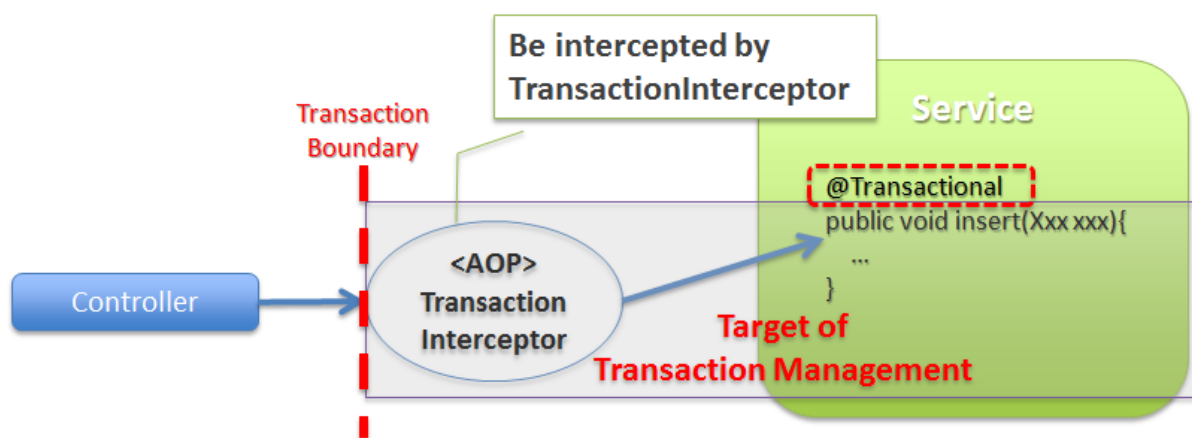 Be intercepted by
TransactionInterceptor
Transaction
Boundary
Service
@Transactional
public void insert(Xxx xxx){
...
}
Controller
<AOP>
Transaction
Interceptor
Target of
Transaction Management